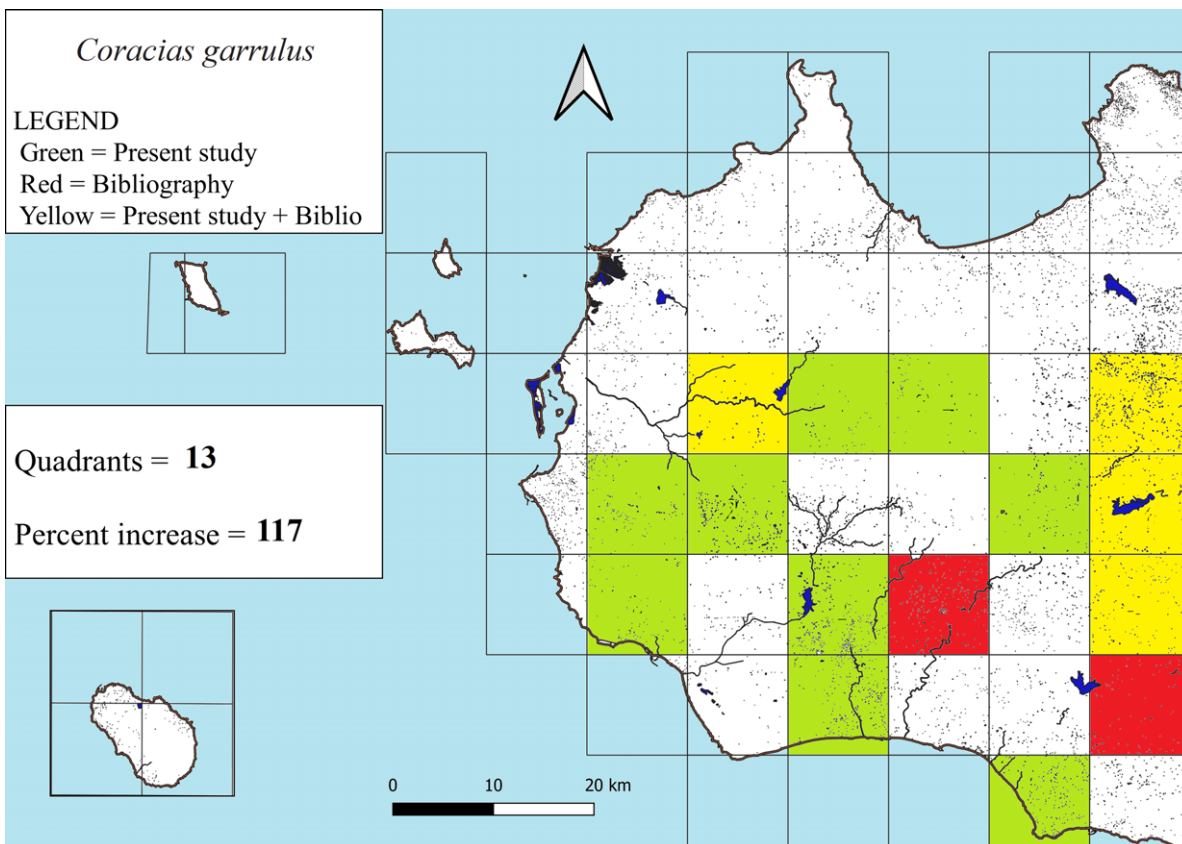 Coracias garrulus
LEGEND
Green = Present study
Red = Bibliography
Yellow = Present study + Biblio
Quadrants = 13
Percent increase = 117
0 10 20 km